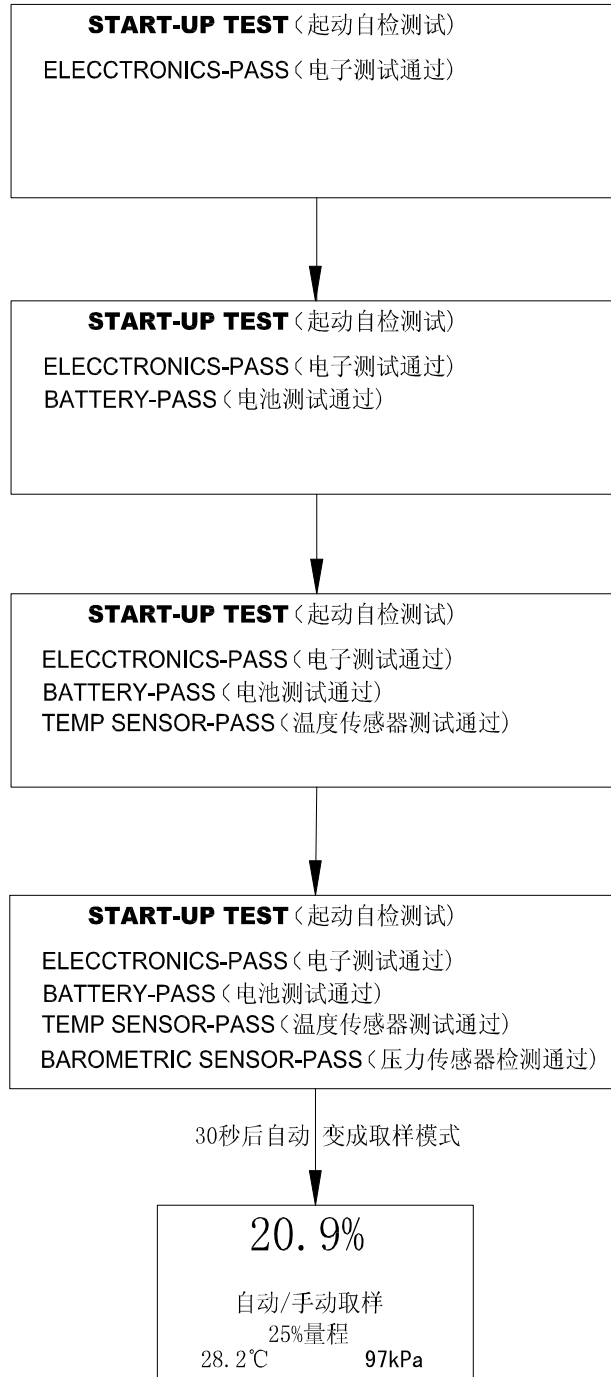 START-UP TEST（起动自检测试）
ELECCTRONICS-PASS（电子测试通过）
START-UP TEST（起动自检测试）
ELECCTRONICS-PASS（电子测试通过）
BATTERY-PASS（电池测试通过）
START-UP TEST（起动自检测试）
ELECCTRONICS-PASS（电子测试通过）
BATTERY-PASS（电池测试通过）
TEMP SENSOR-PASS（温度传感器测试通过）
START-UP TEST（起动自检测试）
ELECCTRONICS-PASS（电子测试通过）
BATTERY-PASS（电池测试通过）
TEMP SENSOR-PASS（温度传感器测试通过）
BAROMETRIC SENSOR-PASS（压力传感器检测通过）
30秒后自动 变成取样模式
20.9%
自动/手动取样
25%量程
28.2℃ 97kPa